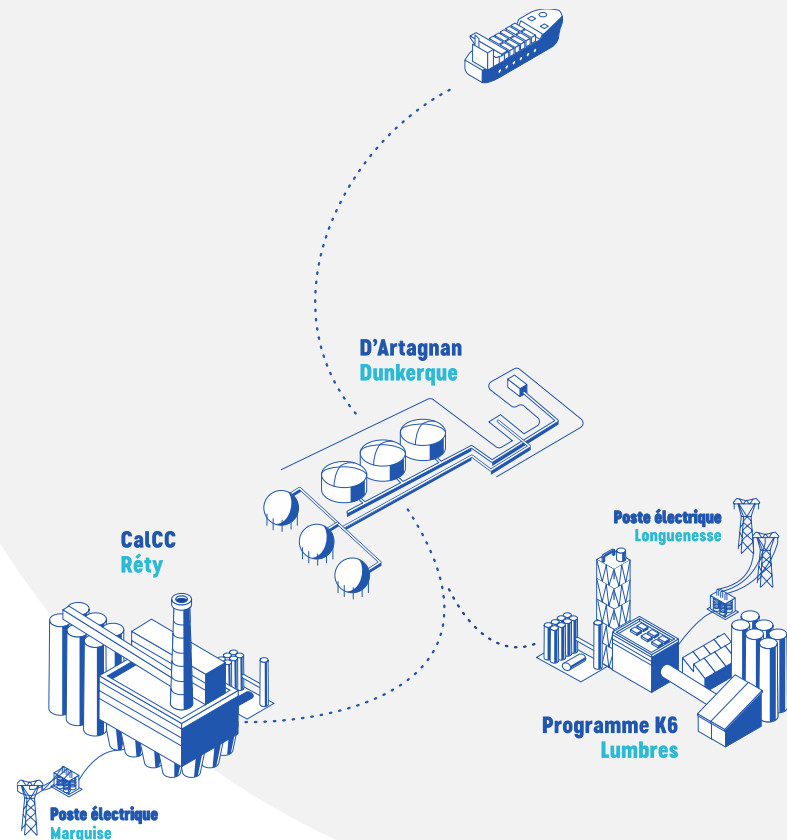 D'Artagnan
Dunkerque
Poste électrique
Longuenesse
CalCC
Réty
Programme K6
Lumbres
Poste électrique
Marquise